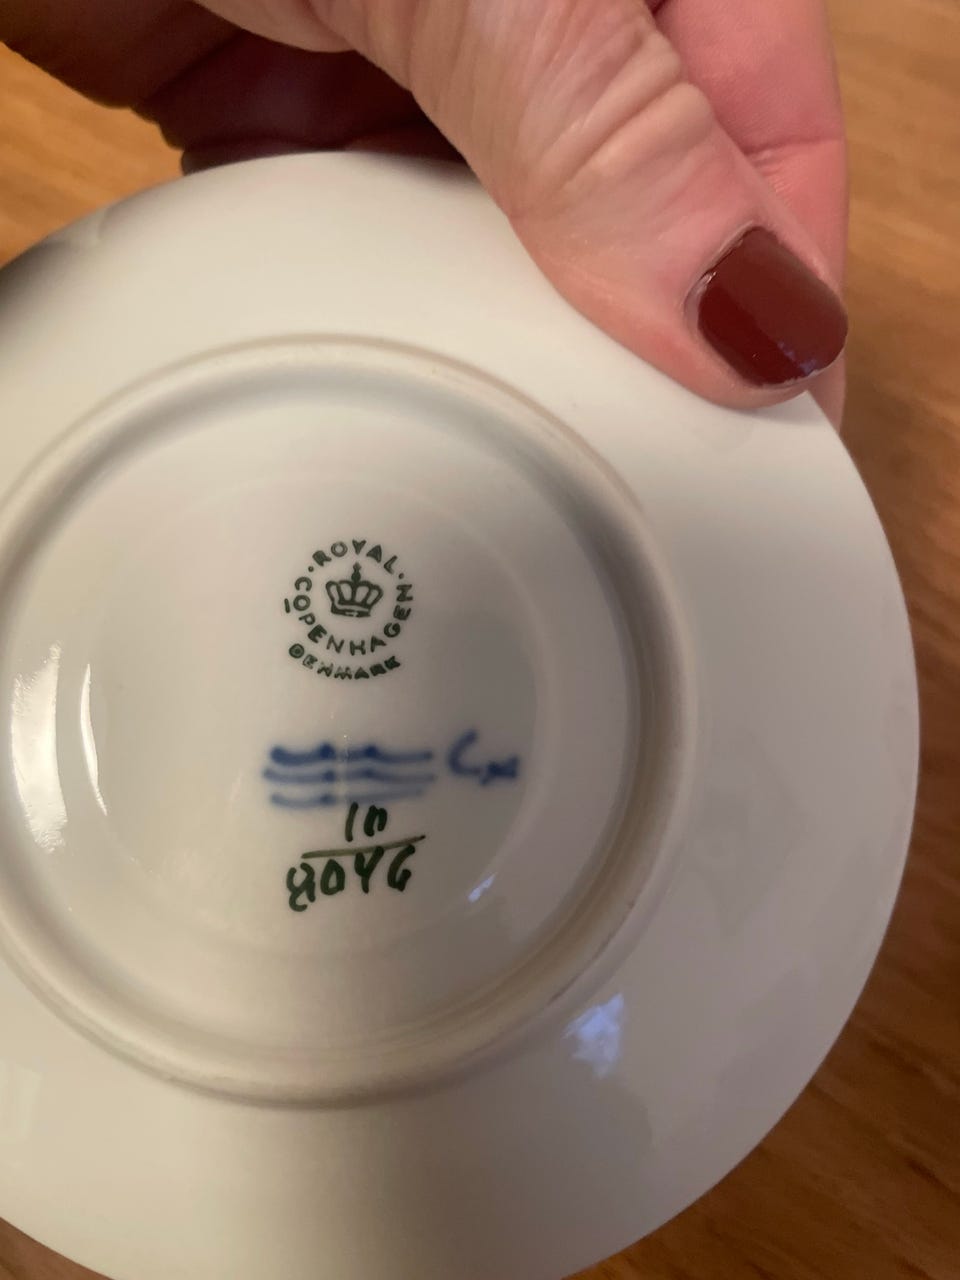 ROYAL
COPENHAGEN
DENMARK
10
8046